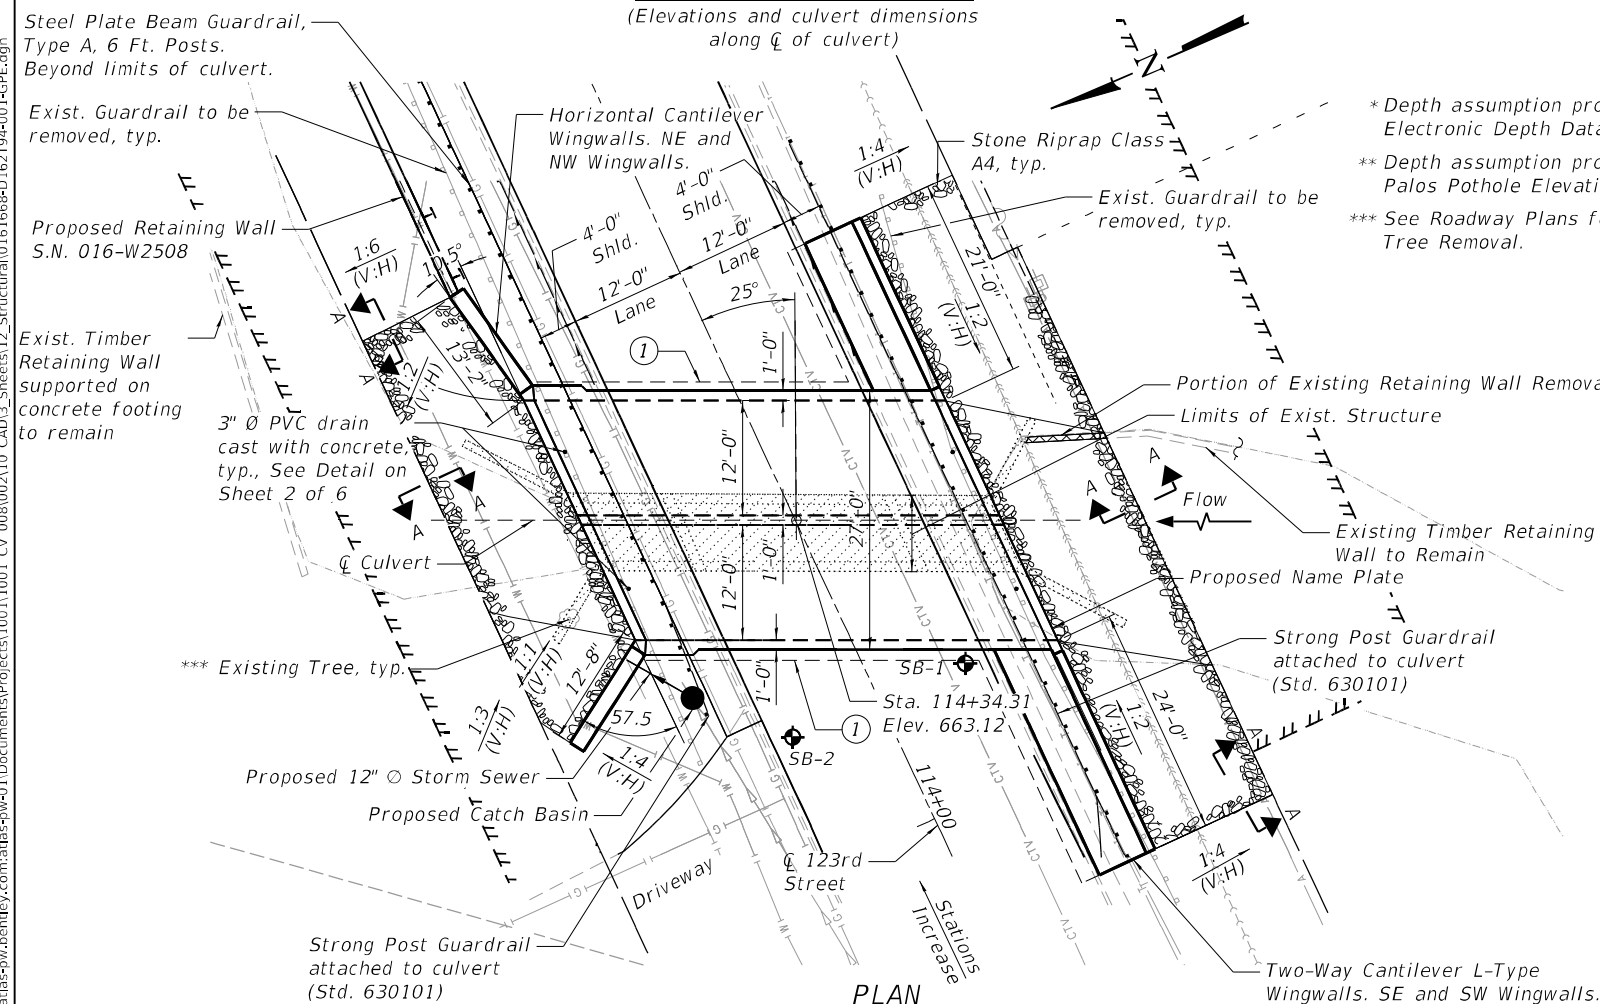 (Elevations and culvert dimensions
along ℄ of culvert)
Steel Plate Beam Guardrail,
Type A, 6 Ft. Posts.
Beyond limits of culvert.
Exist. Guardrail to be
removed, typ.
Horizontal Cantilever
Wingwalls. NE and
NW Wingwalls.
N
* Depth assumption
Electronic Depth
** Depth assumption
Palos Pothole
*** See Roadway Plans
Tree Removal.
Stone Riprap Class
A4, typ.
1:4
(V:H)
Exist. Guardrail to be
removed, typ.
Proposed Retaining Wall
S.N. 016-W2508
1:6
(V:H)
4'-0"
Shld.
4'-0"
Shld.
12'-0"
Lane
12'-0"
Lane
25°
21'-0"
1:2
(V:H)
A
A
Exist. Timber
Retaining Wall
supported on
concrete footing
to remain
13'-2"
1:2
(V:H)
1
1'-0"
Portion of Existing Retaining Wall
Limits of Exist. Structure
3" Ø PVC drain
cast with concrete,
typ., See Detail on
Sheet 2 of 6
12'-0"
27'-0"
A
A
A
A
Flow
Existing Timber Retaining
Wall to Remain
℄ Culvert
12'-0"
1'-0"
Proposed Name Plate
*** Existing Tree, typ.
1:1
(V:H)
12'-8"
57.5
1'-0"
SB-1
Sta. 114+34.31
Elev. 663.12
1
SB-2
Strong Post Guardrail
attached to culvert
(Std. 630101)
24'-0"
1:2
(V:H)
1:3
(V:H)
1:4
(V:H)
Proposed 12" ∅ Storm Sewer
Proposed Catch Basin
A
A
114+00
℄ 123rd
Street
Driveway
1:4
(V:H)
Stations
Increase
Strong Post Guardrail
attached to culvert
(Std. 630101)
Two-Way Cantilever L-Type
Wingwalls. SE and SW Wingwalls.
PLAN